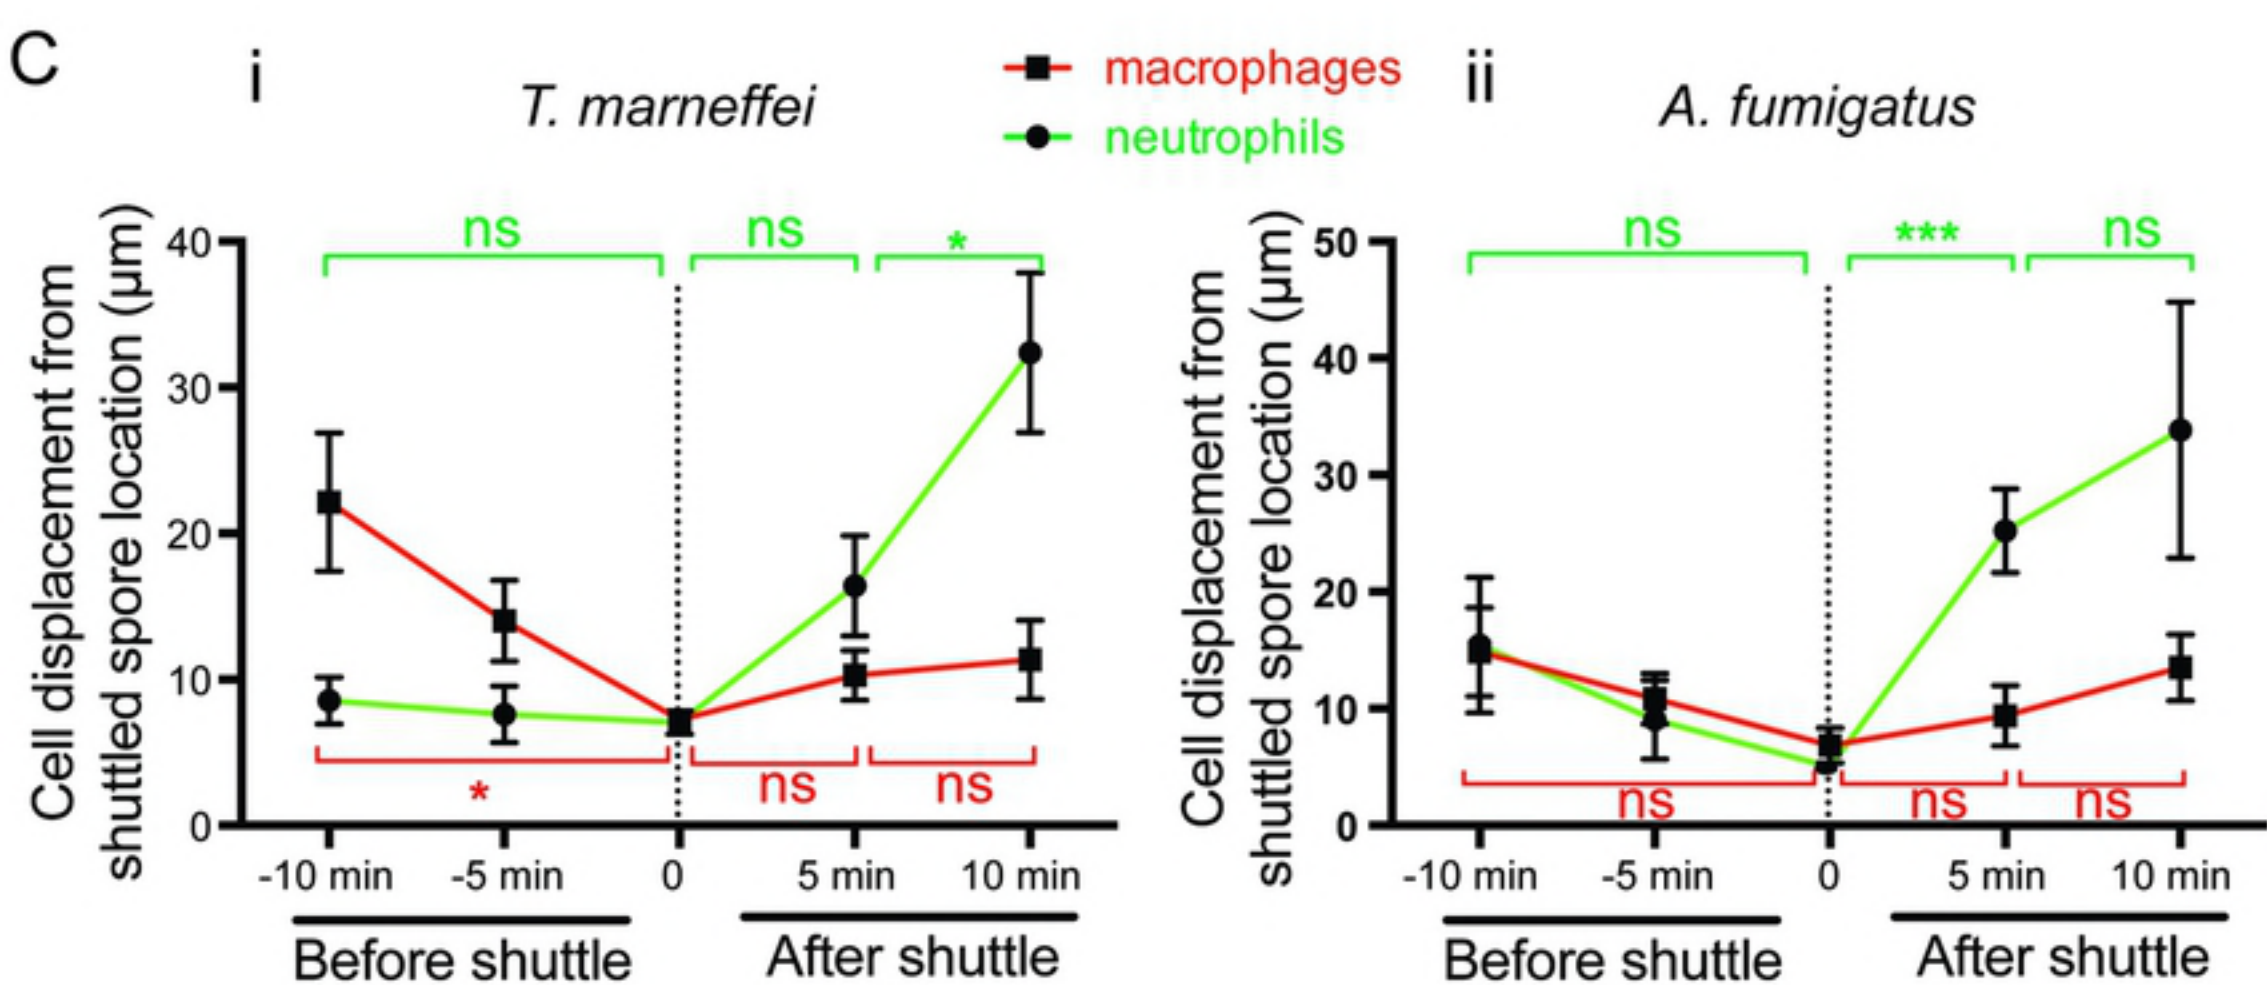 C
i
T. marneffei
macrophages
neutrophils
ii
A. fumigatus
Cell displacement from
shuttled spore location (µm)
40
30
20
10
0
ns
ns
*
*
ns
ns
-10 min
-5 min
0
5 min
10 min
Before shuttle
After shuttle
Cell displacement from
shuttled spore location (µm)
50
40
30
20
10
0
ns
***
ns
ns
ns
ns
-10 min
-5 min
0
5 min
10 min
Before shuttle
After shuttle